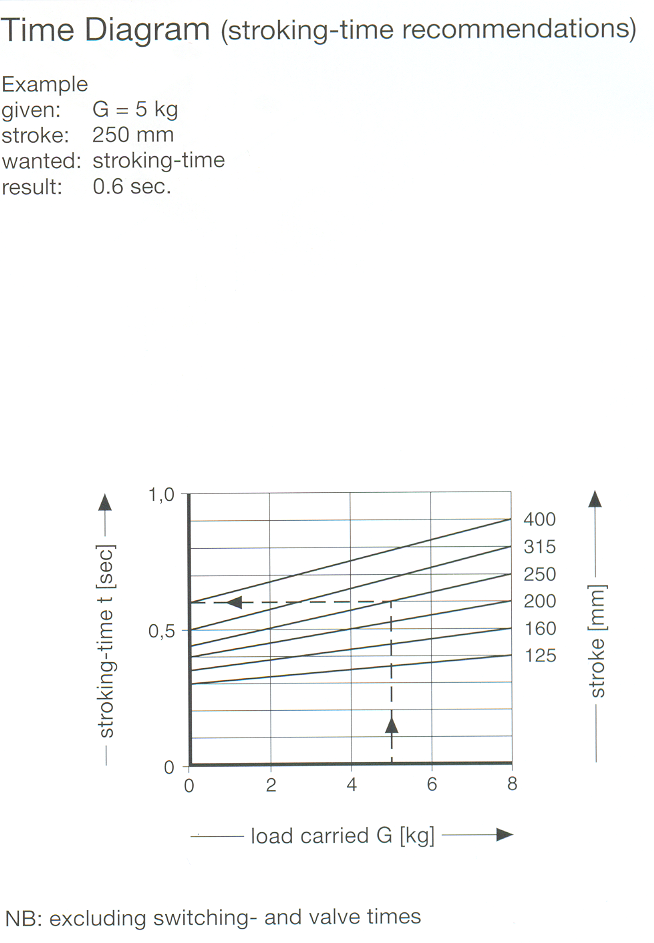 Time Diagram (stroking-time recommendations)
Example
given: G = 5 kg
stroke: 250 mm
wanted: stroking-time
result: 0.6 sec.
stroking-time t [sec]
1,0
0,5
0
0 2 4 6 8
load carried G [kg]
400
315
250
200
160
125
stroke [mm]
NB: excluding switching- and valve times